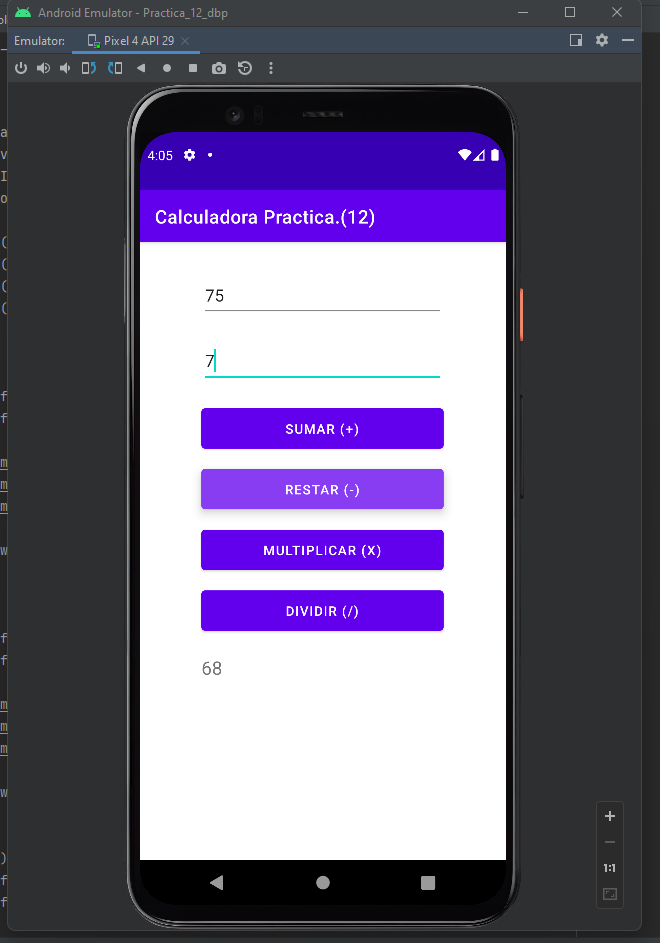 Android Emulator - Practica_12_dbp
Emulator: Pixel 4 API 29
4:05
Calculadora Practica.(12)
75
7
SUMAR (+)
RESTAR (-)
MULTIPLICAR (X)
DIVIDIR (/)
68
1:1